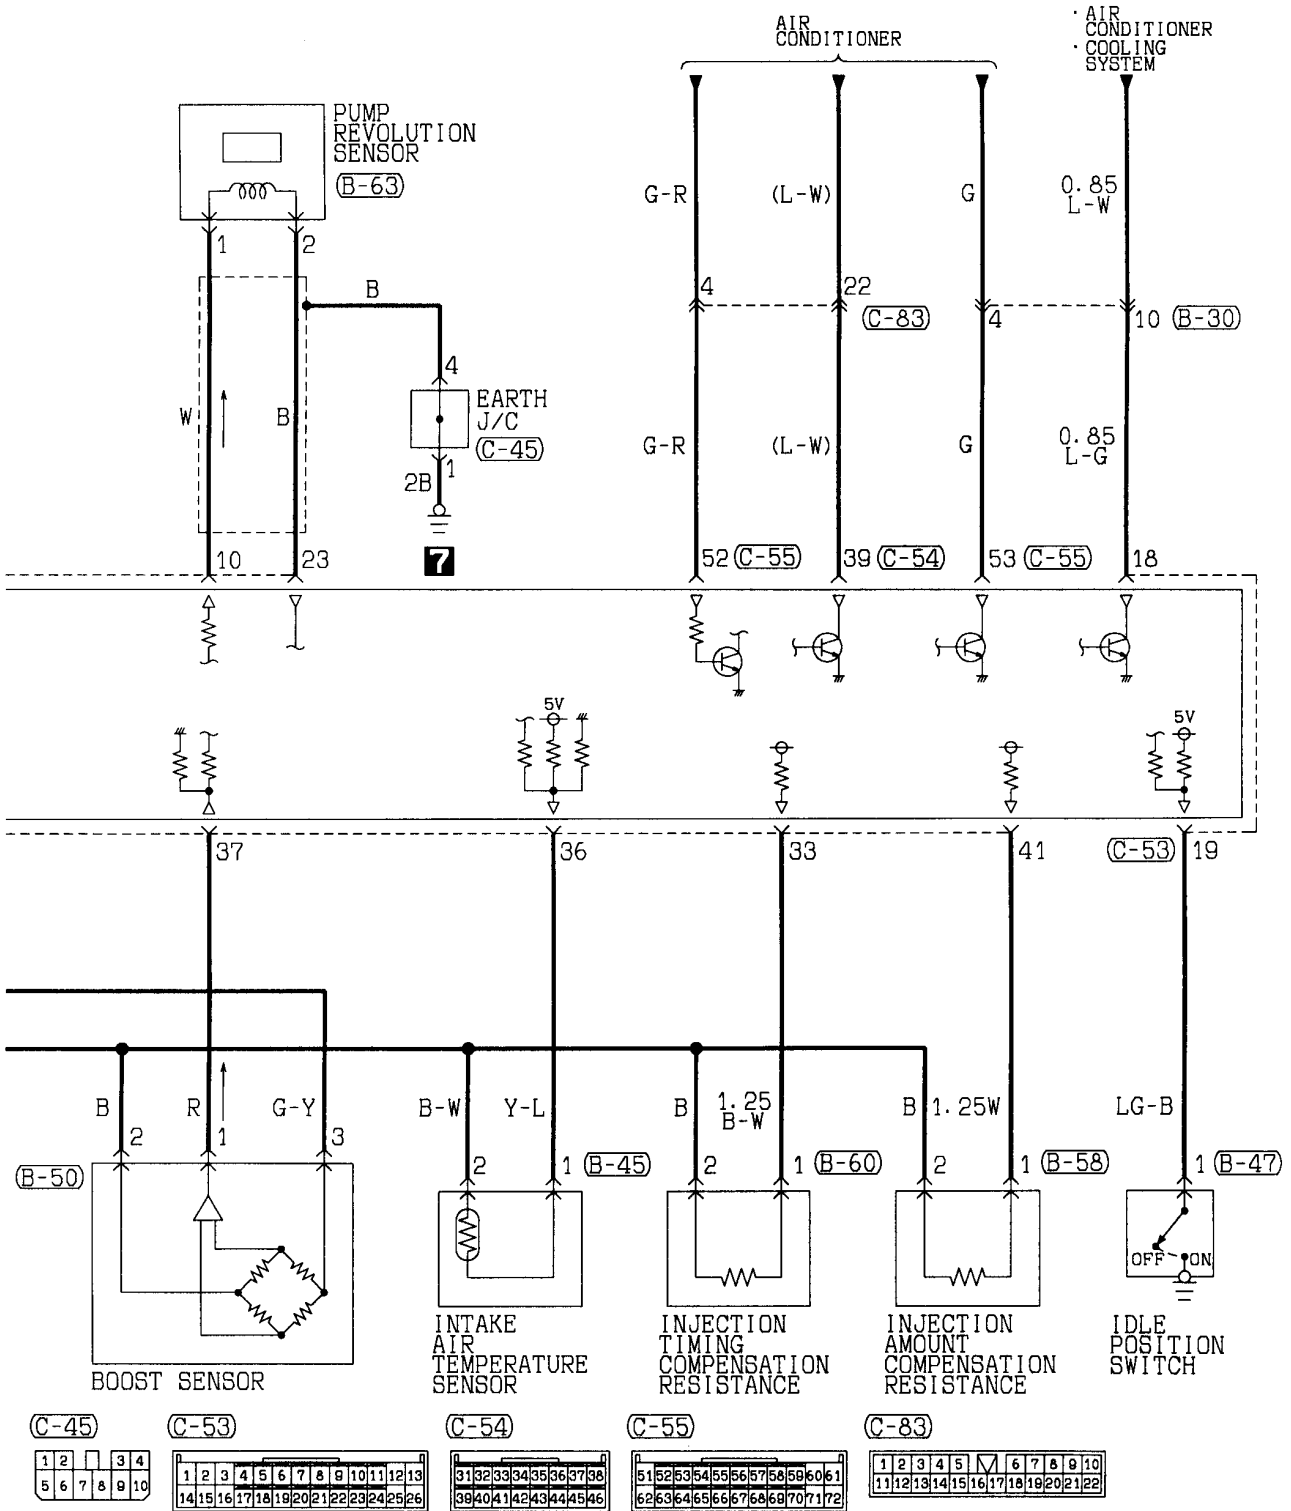 AIR
CONDITIONER
· AIR
CONDITIONER
· COOLING
SYSTEM
PUMP
REVOLUTION
SENSOR
B-63
1
2
G-R
(L-W)
G
0.85
L-W
B
4
22
C-83
4
10
B-30
4
EARTH
J/C
C-45
W
B
G-R
(L-W)
G
0.85
L-G
1
2B
7
10
23
52
C-55
39
C-54
53
C-55
18
5V
5V
37
36
33
41
C-53
19
B
R
G-Y
B-W
Y-L
B
1.25
B-W
B
1.25W
LG-B
2
1
3
B-50
2
1
B-45
2
1
B-60
2
1
B-58
1
B-47
OFF
ON
BOOST SENSOR
INTAKE
AIR
TEMPERATURE
SENSOR
INJECTION
TIMING
COMPENSATION
RESISTANCE
INJECTION
AMOUNT
COMPENSATION
RESISTANCE
IDLE
POSITION
SWITCH
C-45
1 2 3 4
5 6 7 8 9 10
C-53
1 2 3 4 5 6 7 8 9 10 11 12 13
14 15 16 17 18 19 20 21 22 23 24 25 26
C-54
31 32 33 34 35 36 37 38
39 40 41 42 43 44 45 46
C-55
51 52 53 54 55 56 57 58 59 60 61
62 63 64 65 66 67 68 69 70 71 72
C-83
1 2 3 4 5 6 7 8 9 10
11 12 13 14 15 16 17 18 19 20 21 22